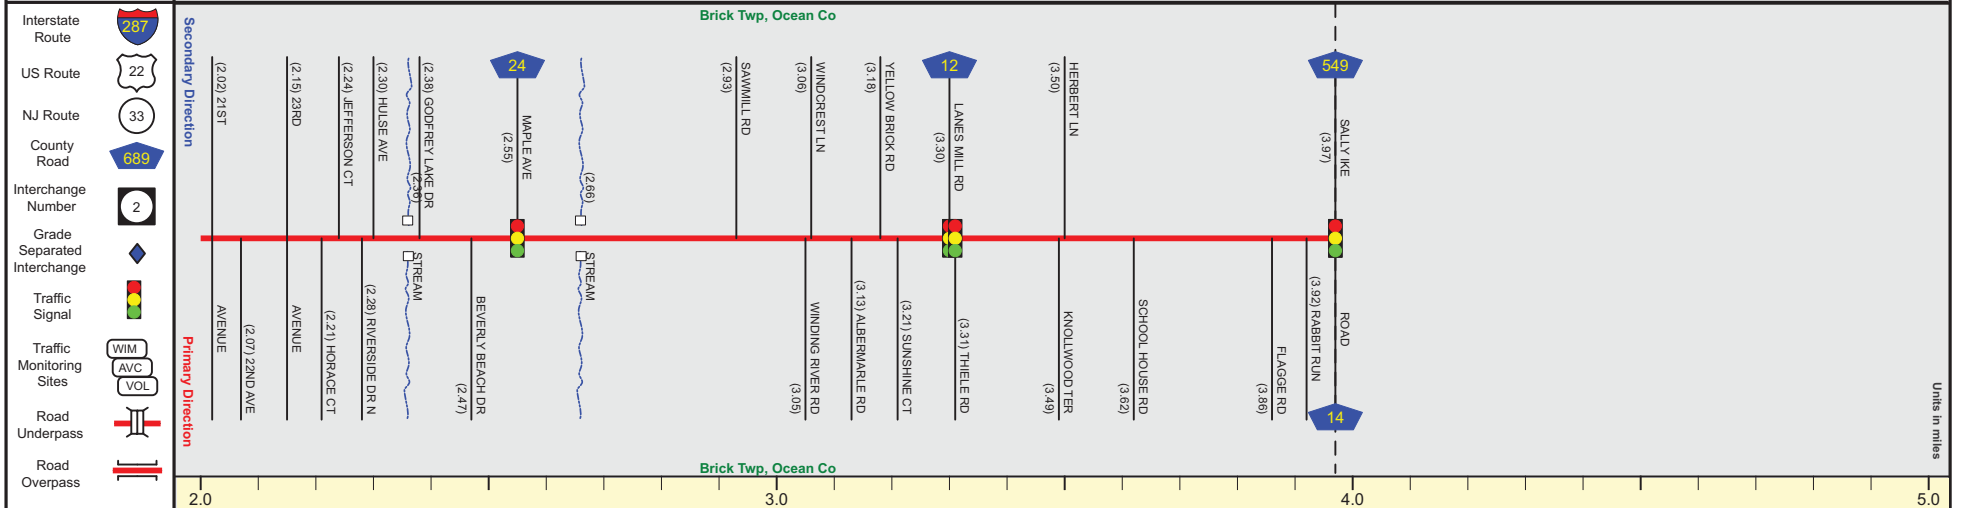 Interstate
Route
287
US Route
22
NJ Route
33
County
Road
689
Interchange
Number
2
Grade
Separated
Interchange
Traffic
Signal
Traffic
Monitoring
Sites
WIM
AVC
VOL
Road
Underpass
Road
Overpass
Secondary Direction
Primary Direction
Brick Twp, Ocean Co
(2.02) 21ST
(2.15) 23RD
(2.24) JEFFERSON CT
(2.30) HULSE AVE
(2.36)
(2.38) GODFREY LAKE DR
24
MAPLE AVE
(2.55)
(2.66)
SAWMILL RD
(2.93)
WINDCREST LN
(3.06)
YELLOW BRICK RD
(3.18)
12
LANES MILL RD
(3.30)
HERBERT LN
(3.50)
549
SALLY IKE
(3.97)
AVENUE
(2.07) 22ND AVE
AVENUE
(2.21) HORACE CT
(2.28) RIVERSIDE DR N
STREAM
BEVERLY BEACH DR
(2.47)
STREAM
WINDING RIVER RD
(3.05)
(3.13) ALBERMARLE RD
(3.21) SUNSHINE CT
(3.31) THIELE RD
KNOLLWOOD TER
(3.49)
SCHOOL HOUSE RD
(3.62)
FLAGGE RD
(3.86)
(3.92) RABBIT RUN
ROAD
14
Units in miles
Brick Twp, Ocean Co
2.0
3.0
4.0
5.0